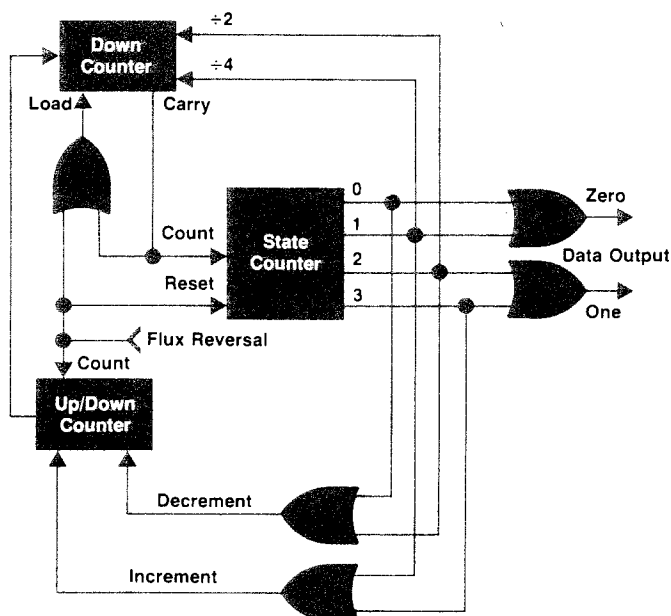 ÷2
Down
Counter
÷4
Load
Carry
0
Zero
1
Count
State
Counter
2
Data Output
Reset
3
One
Flux Reversal
Count
Up/Down
Counter
Decrement
Increment